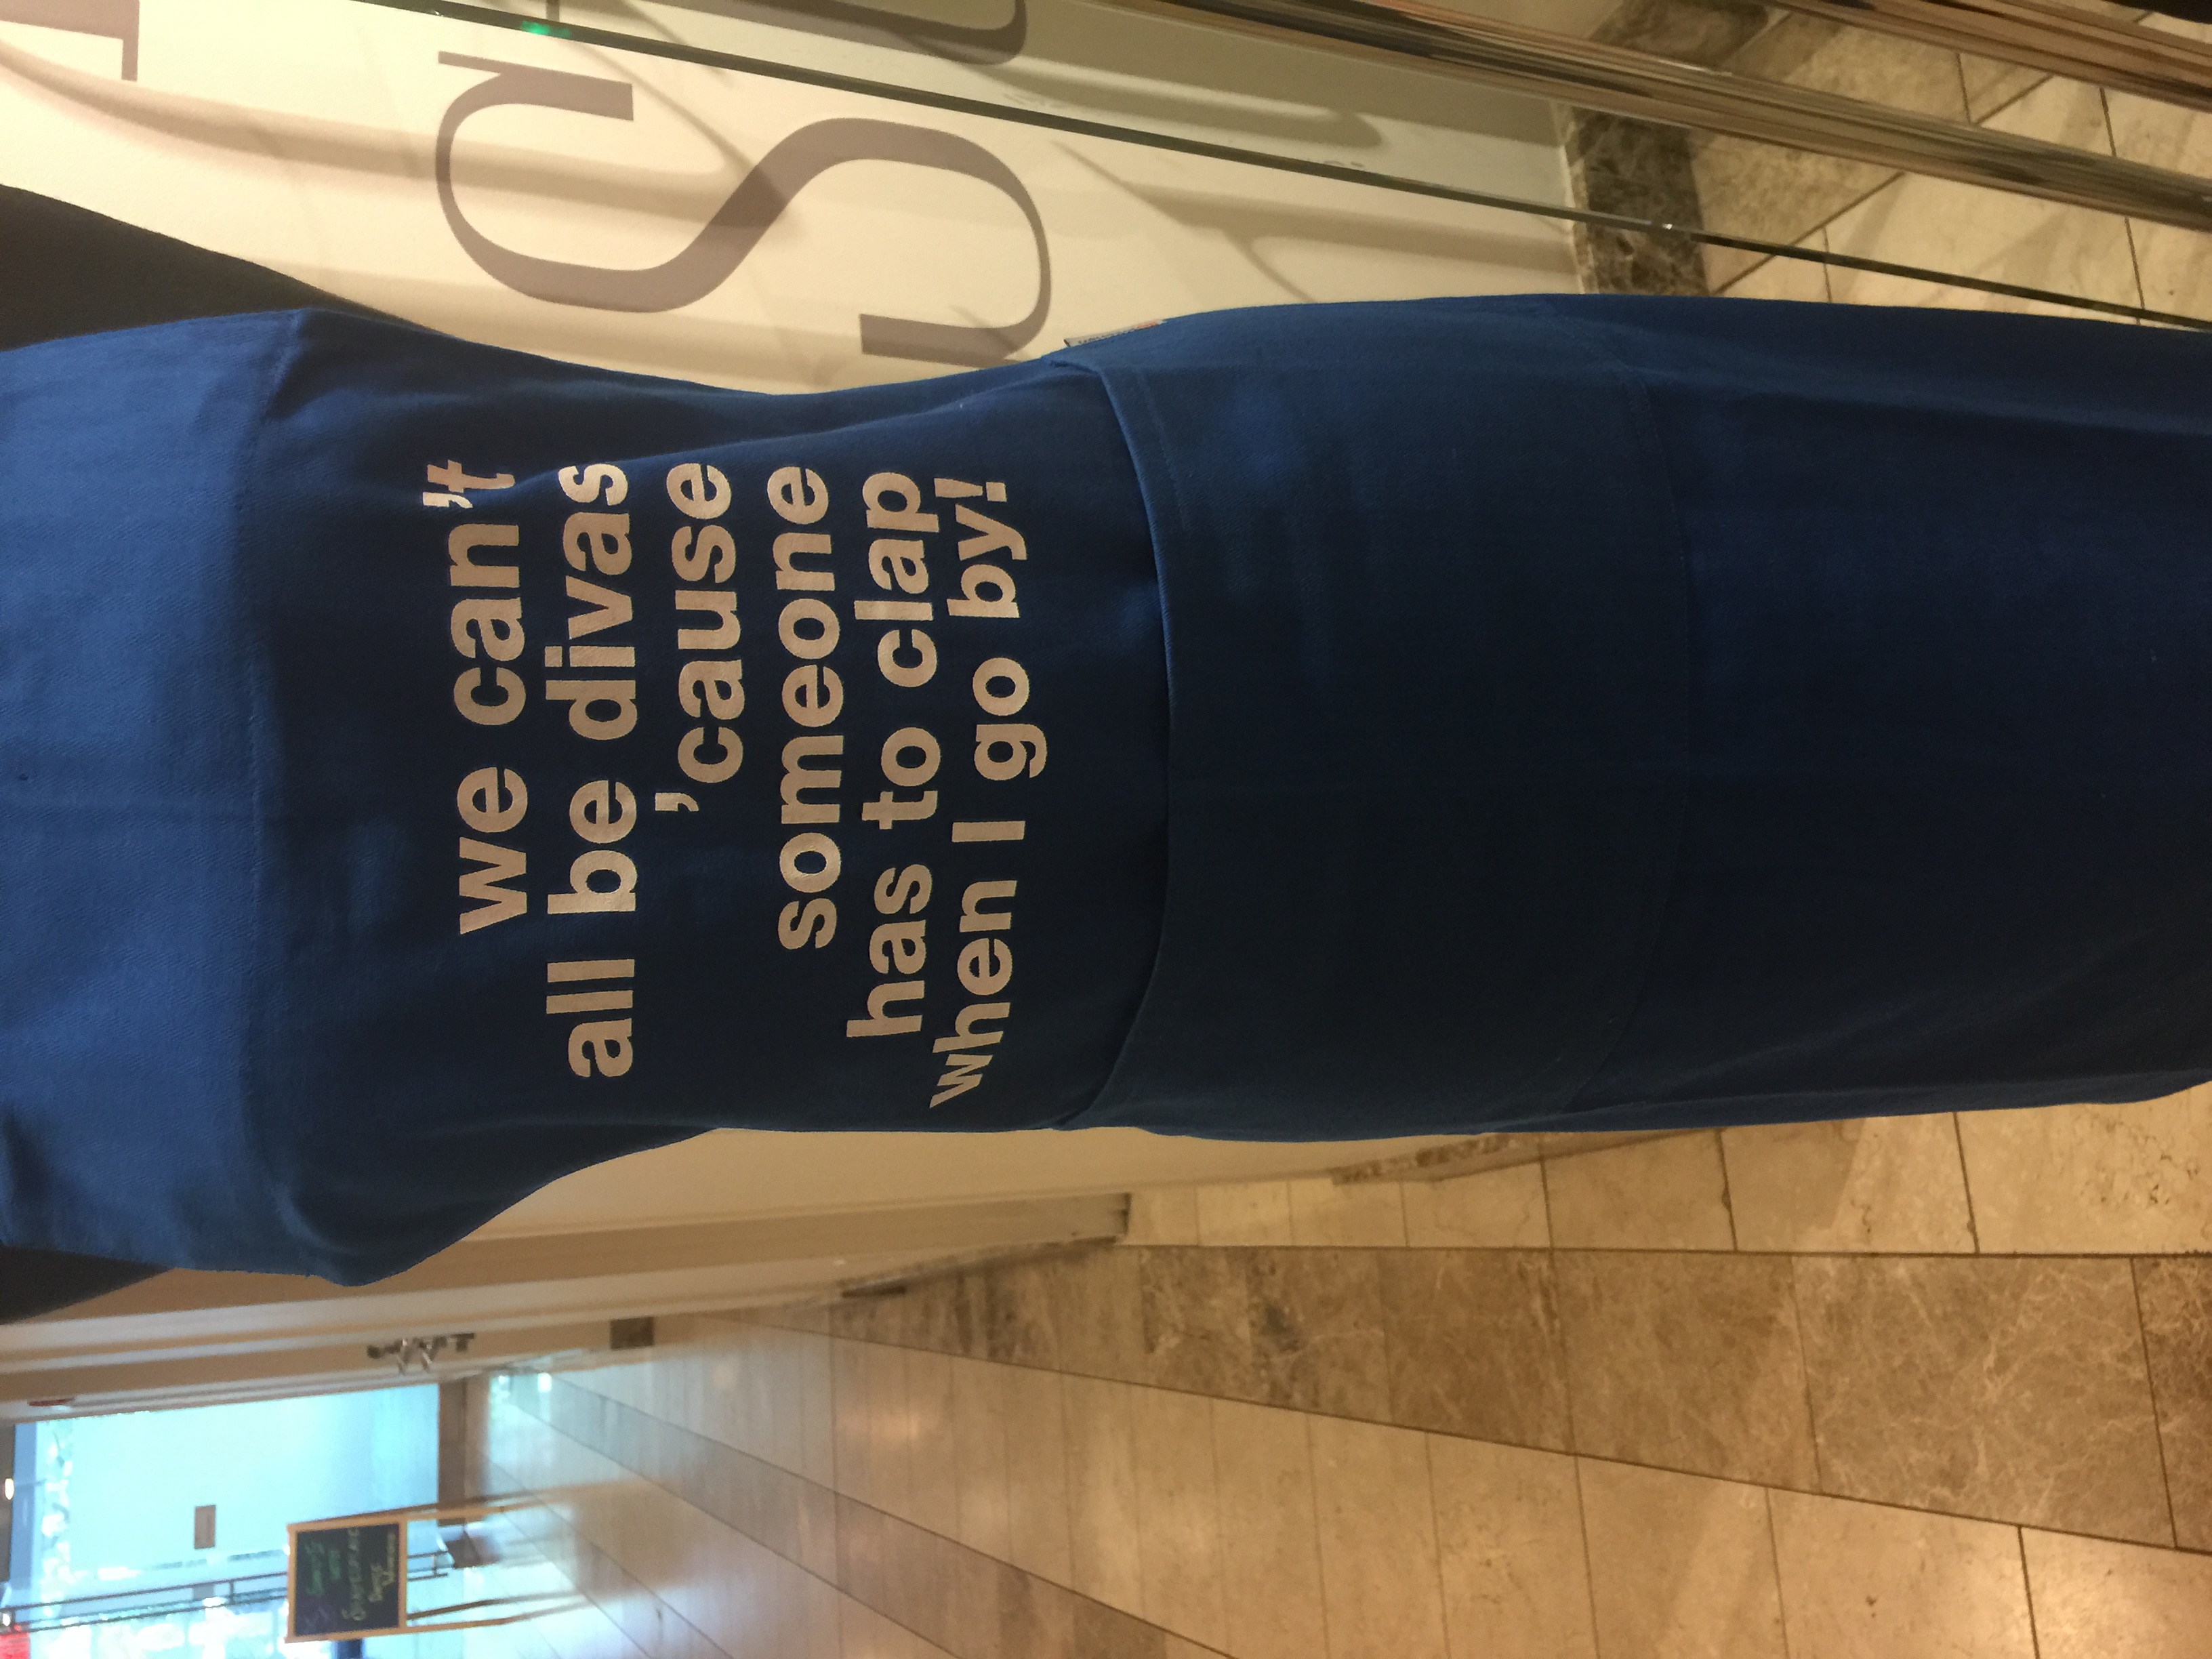 we can't
all be divas
'cause
someone
has to clap
when I go by!